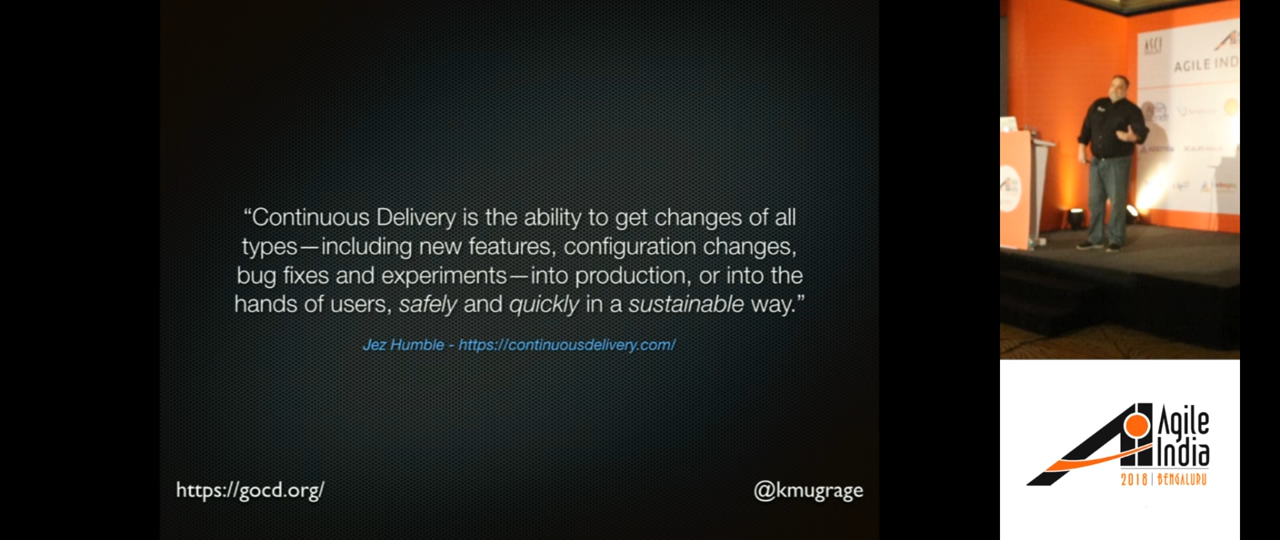 “Continuous Delivery is the ability to get changes of all
types—including new features, configuration changes,
bug fixes and experiments—into production, or into the
hands of users, safely and quickly in a sustainable way.”
Jez Humble - https://continuousdelivery.com/
https://gocd.org/
@kmugrage
ASCI
AGILE IND
Agile
India
2018 | BENGALURU